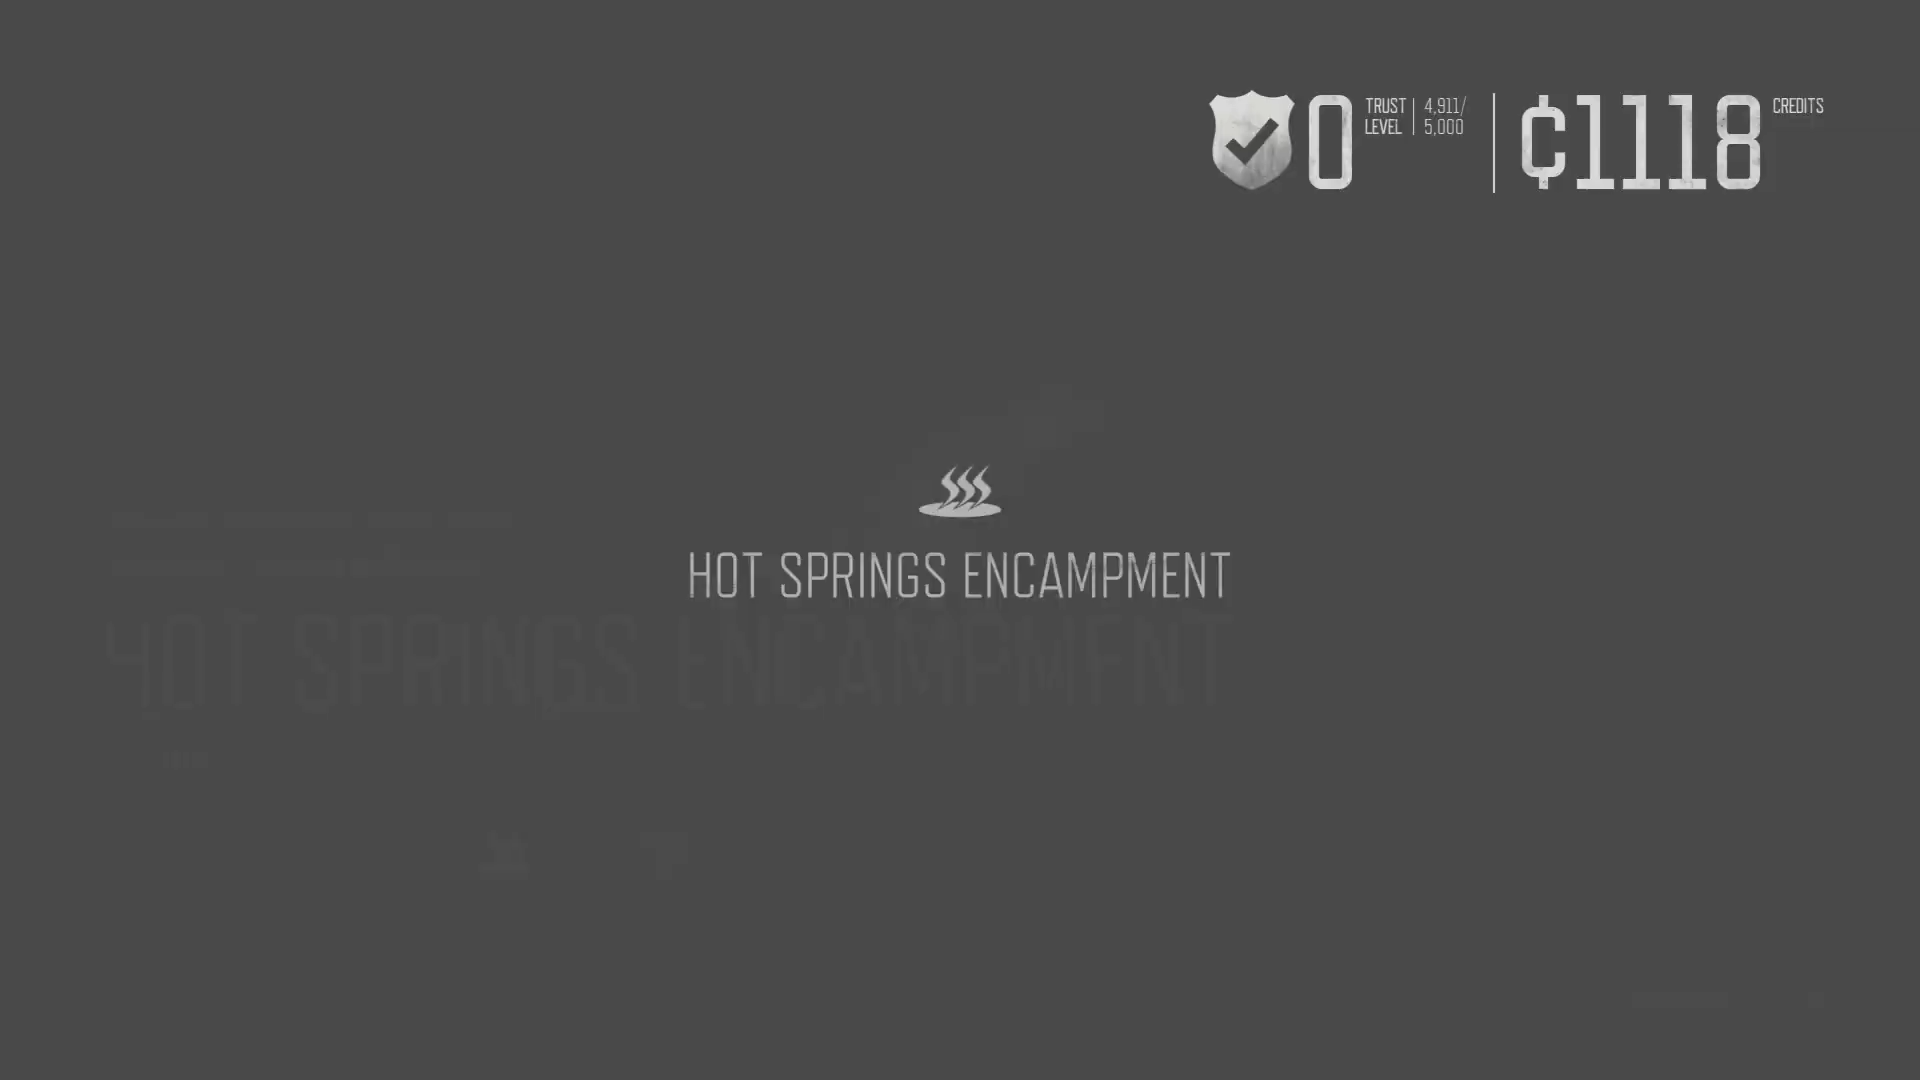 0 TRUST LEVEL 4,911/ 5,000 ¢1118 CREDITS
HOT SPRINGS ENCAMPMENT
HOT SPRINGS ENCAMPMENT